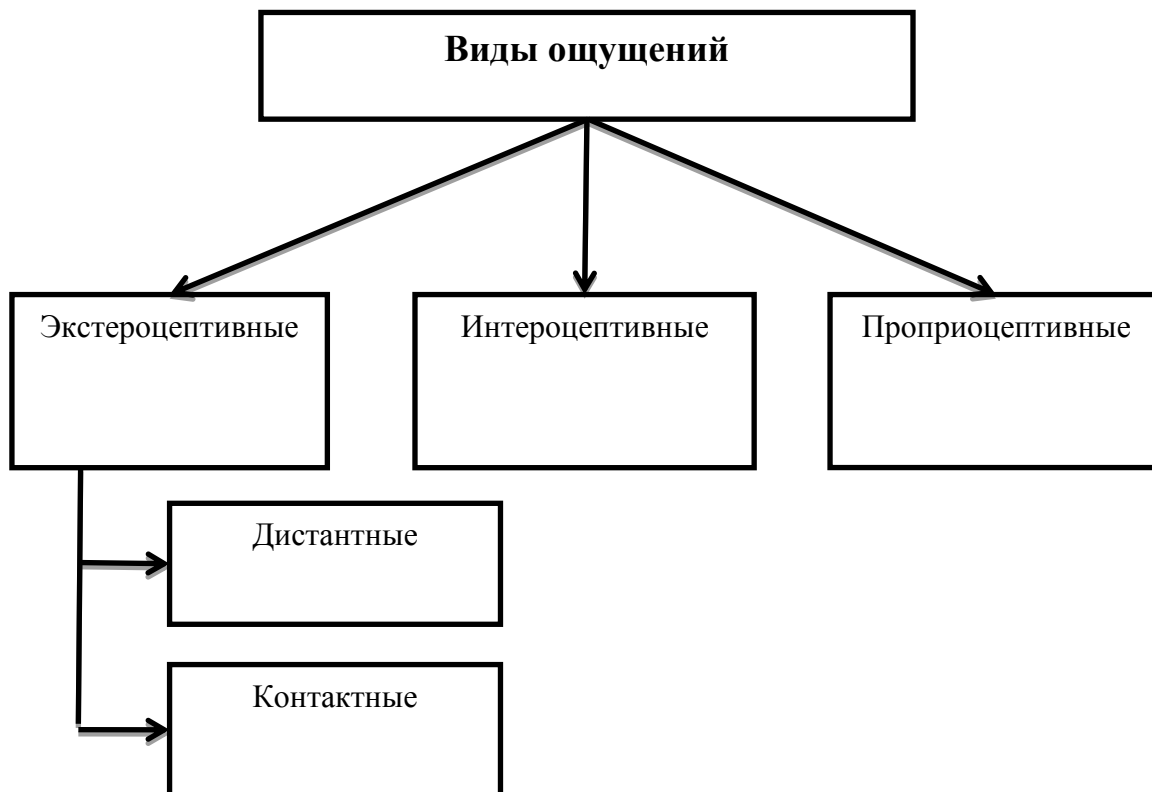 Виды ощущений
Экстероцептивные
Интероцептивные
Проприоцептивные
Дистантные
Контактные